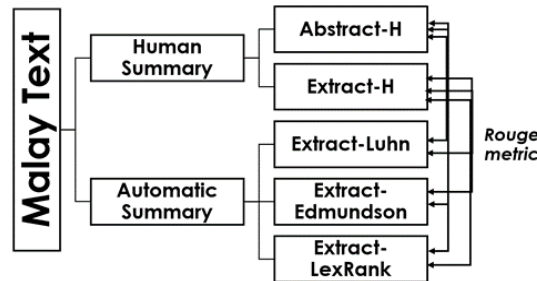 Malay Text
Human
Summary
Automatic
Summary
Abstract-H
Extract-H
Extract-Luhn
Extract-
Edmundson
Extract-
LexRank
Rouge
metric